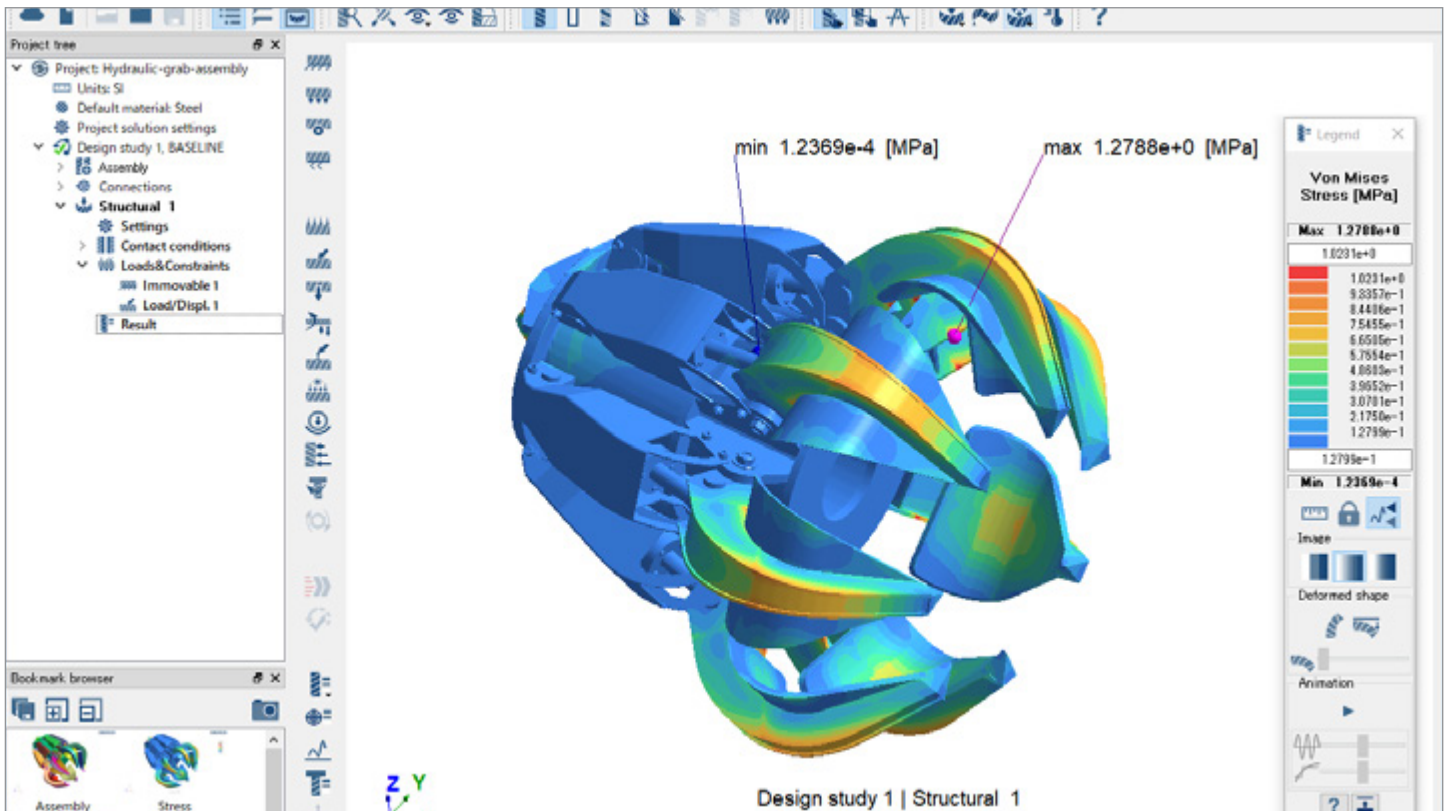 ?
Project tree
Project: Hydraulic-grab-assembly
Units: SI
Default material: Steel
Project solution settings
Design study 1, BASELINE
Assembly
Connections
Structural 1
Settings
Contact conditions
Loads&Constraints
Immovable 1
Load/Displ. 1
Result
Bookmark browser
Assembly
Stress
min 1.2369e-4 [MPa]
max 1.2788e+0 [MPa]
Z Y
Design study 1 | Structural 1
Legend
Von Mises
Stress [MPa]
Max 1.2788e+0
1.0231e+0
1.0231e+0
9.3357e-1
8.4406e-1
7.5455e-1
6.6505e-1
5.7554e-1
4.8603e-1
3.9652e-1
3.0701e-1
2.1750e-1
1.2799e-1
1.2799e-1
Min 1.2369e-4
Image
Deformed shape
Animation
?